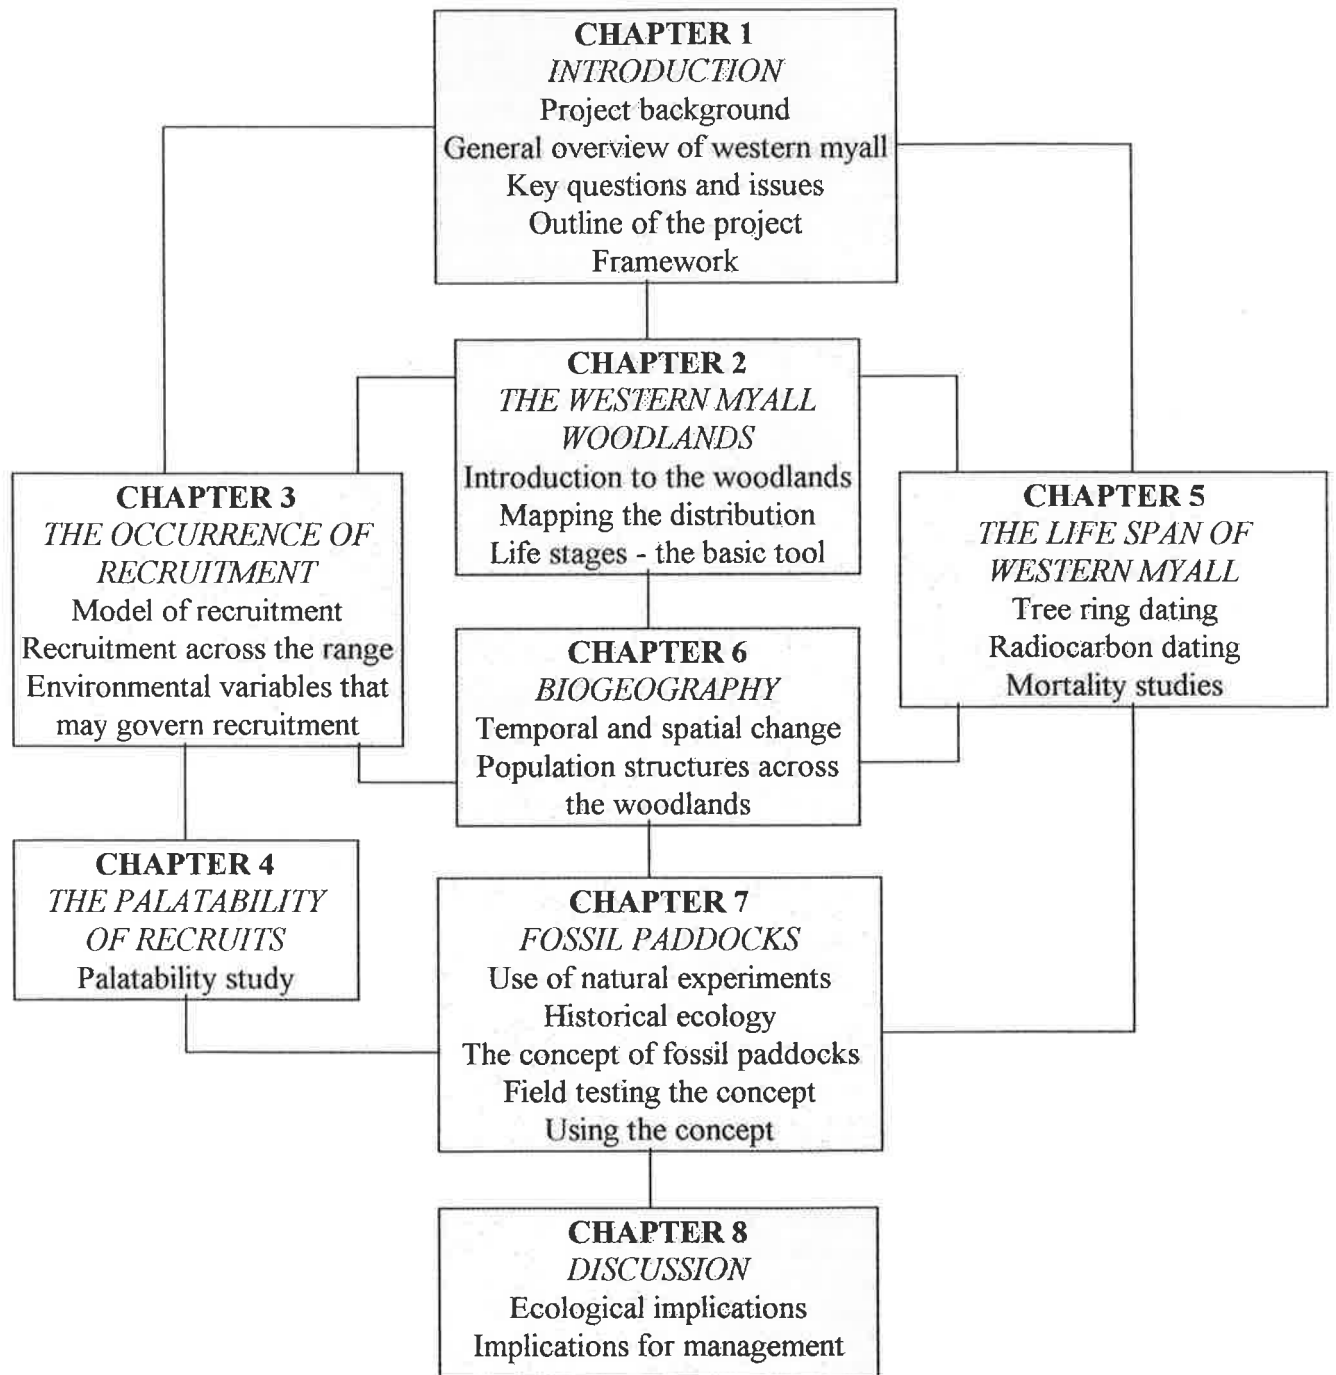 CHAPTER 1
INTRODUCTION
Project background
General overview of western myall
Key questions and issues
Outline of the project
Framework
CHAPTER 2
THE WESTERN MYALL
WOODLANDS
Introduction to the woodlands
Mapping the distribution
Life stages - the basic tool
CHAPTER 3
THE OCCURRENCE OF
RECRUITMENT
Model of recruitment
Recruitment across the range
Environmental variables that
may govern recruitment
CHAPTER 5
THE LIFE SPAN OF
WESTERN MYALL
Tree ring dating
Radiocarbon dating
Mortality studies
CHAPTER 6
BIOGEOGRAPHY
Temporal and spatial change
Population structures across
the woodlands
CHAPTER 4
THE PALATABILITY
OF RECRUITS
Palatability study
CHAPTER 7
FOSSIL PADDOCKS
Use of natural experiments
Historical ecology
The concept of fossil paddocks
Field testing the concept
Using the concept
CHAPTER 8
DISCUSSION
Ecological implications
Implications for management